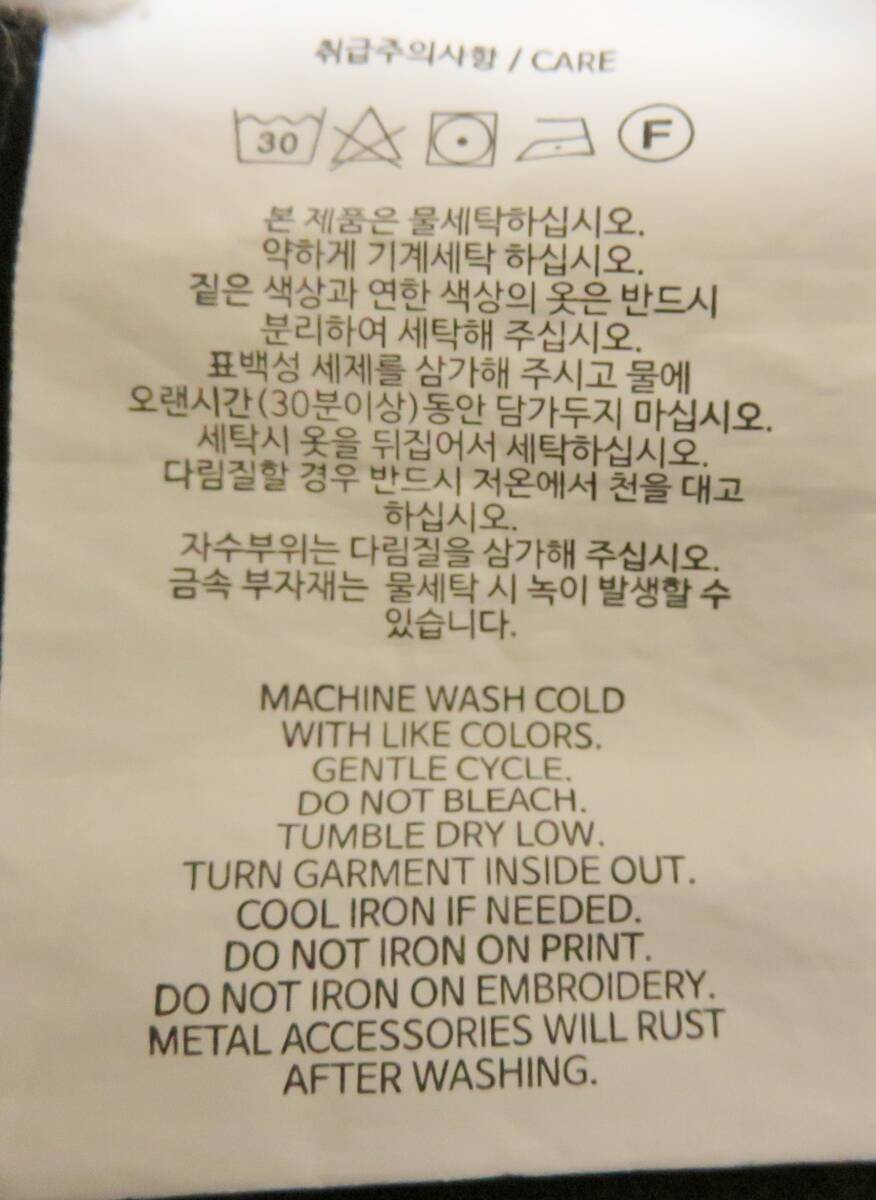 취급주의사항 / CARE
30 F
본 제품은 물세탁하십시오.
약하게 기계세탁 하십시오.
짙은 색상과 연한 색상의 옷은 반드시
분리하여 세탁해 주십시오.
표백성 세제를 삼가해 주시고 물에
오랜시간(30분이상)동안 담가두지 마십시오.
세탁시 옷을 뒤집어서 세탁하십시오.
다림질할 경우 반드시 저온에서 천을 대고
하십시오.
자수부위는 다림질을 삼가해 주십시오.
금속 부자재는 물세탁 시 녹이 발생할 수
있습니다.
MACHINE WASH COLD
WITH LIKE COLORS.
GENTLE CYCLE.
DO NOT BLEACH.
TUMBLE DRY LOW.
TURN GARMENT INSIDE OUT.
COOL IRON IF NEEDED.
DO NOT IRON ON PRINT.
DO NOT IRON ON EMBROIDERY.
METAL ACCESSORIES WILL RUST
AFTER WASHING.